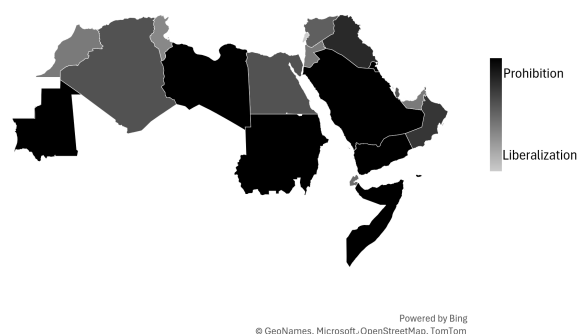 Prohibition
Liberalization
Powered by Bing
© GeoNames, Microsoft, OpenStreetMap, TomTom